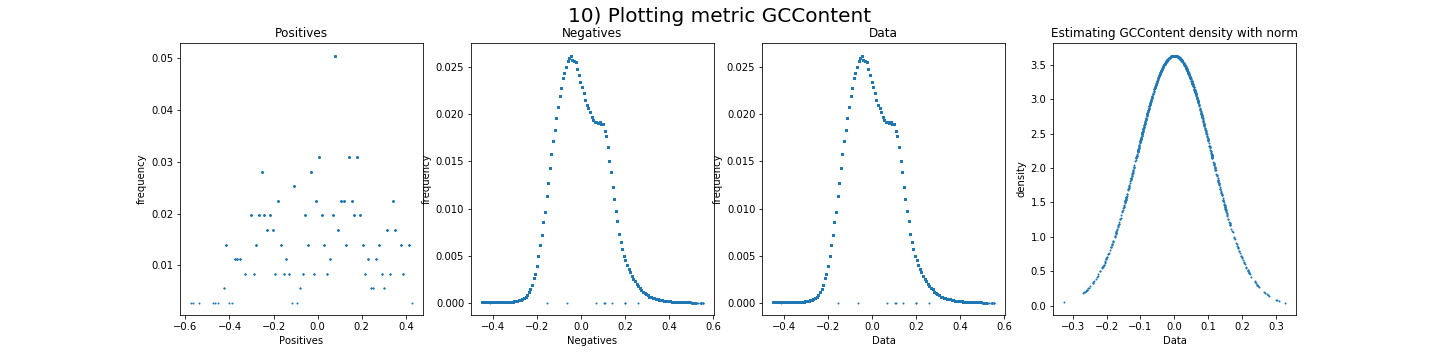 10) Plotting metric GCContent
Positives
frequency
0.05
0.04
0.03
0.02
0.01
−0.6 −0.4 −0.2 0.0 0.2 0.4
Positives
Negatives
frequency
0.025
0.020
0.015
0.010
0.005
0.000
−0.4 −0.2 0.0 0.2 0.4 0.6
Negatives
Data
frequency
0.025
0.020
0.015
0.010
0.005
0.000
−0.4 −0.2 0.0 0.2 0.4 0.6
Data
Estimating GCContent density with norm
density
3.5
3.0
2.5
2.0
1.5
1.0
0.5
0.0
−0.3 −0.2 −0.1 0.0 0.1 0.2 0.3
Data